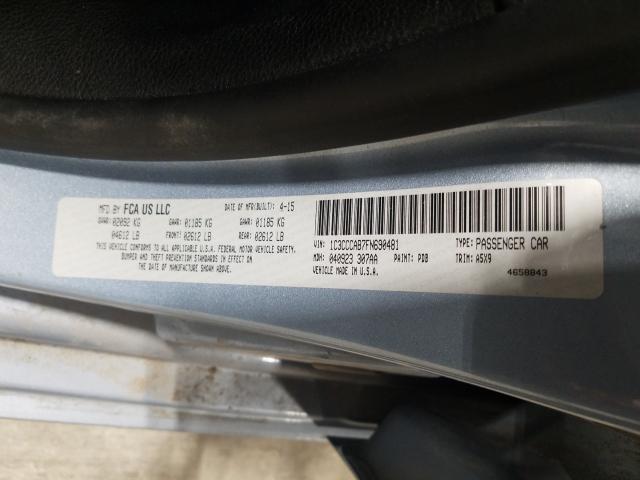 MFD BY FCA US LLC DATE OF MFR(BUILT): 4-15
GVWR: 02092 KG GAWR: 01185 KG GAWR: 01185 KG
04612 LB FRONT: 02612 LB REAR: 02612 LB
THIS VEHICLE CONFORMS TO ALL APPLICABLE U.S.A. FEDERAL MOTOR VEHICLE SAFETY,
BUMPER AND THEFT PREVENTION STANDARDS IN EFFECT ON
THE DATE OF MANUFACTURE SHOWN ABOVE.
VIN: 1C3CCCAB7FN690481 TYPE: PASSENGER CAR
MDH: 040923 307AA PAINT: PDB TRIM: A5X9
VEHICLE MADE IN U.S.A. 4658843